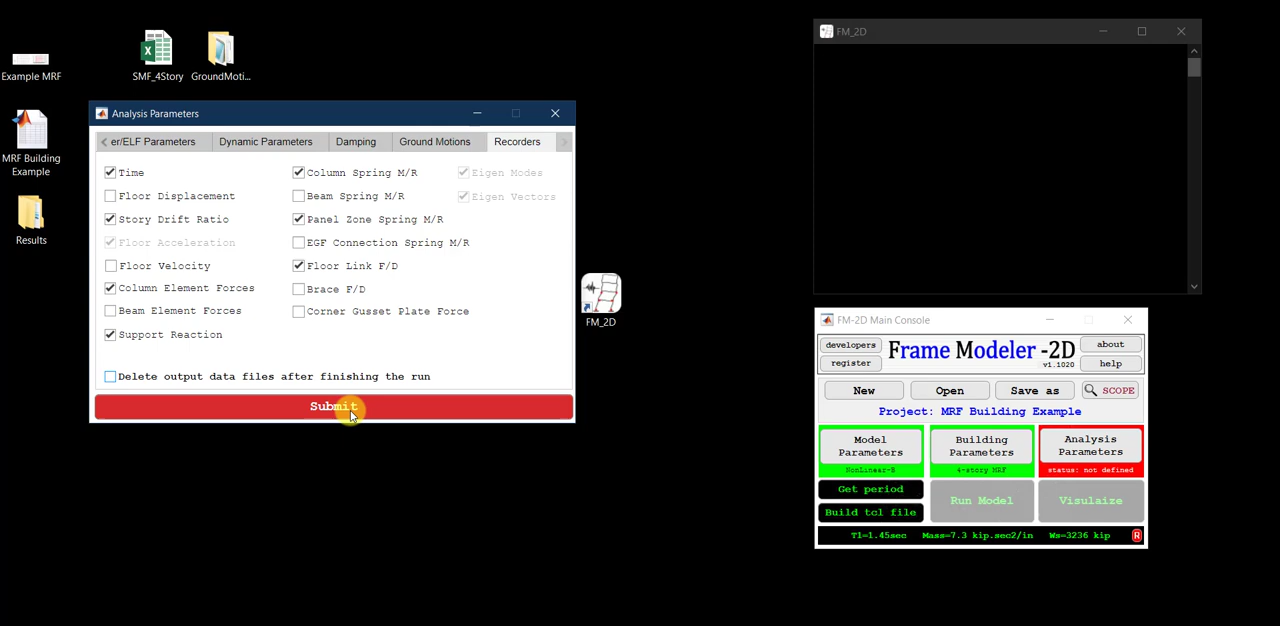 Example MRF
SMF_4Story
GroundMoti...
MRF Building
Example
Results
FM_2D
Analysis Parameters
er/ELF Parameters
Dynamic Parameters
Damping
Ground Motions
Recorders
Time
Floor Displacement
Story Drift Ratio
Floor Acceleration
Floor Velocity
Column Element Forces
Beam Element Forces
Support Reaction
Column Spring M/R
Beam Spring M/R
Panel Zone Spring M/R
EGF Connection Spring M/R
Floor Link F/D
Brace F/D
Corner Gusset Plate Force
Eigen Modes
Eigen Vectors
Delete output data files after finishing the run
Submit
FM_2D
FM-2D Main Console
developers
register
Frame Modeler -2D
v1.1020
about
help
New
Open
Save as
SCOPE
Project: MRF Building Example
Model
Parameters
NonLinear-B
Building
Parameters
4-story MRF
Analysis
Parameters
status: not defined
Get period
Build tcl file
Run Model
Visulaize
T1=1.45sec
Mass=7.3 kip.sec2/in
Ws=3236 kip
R